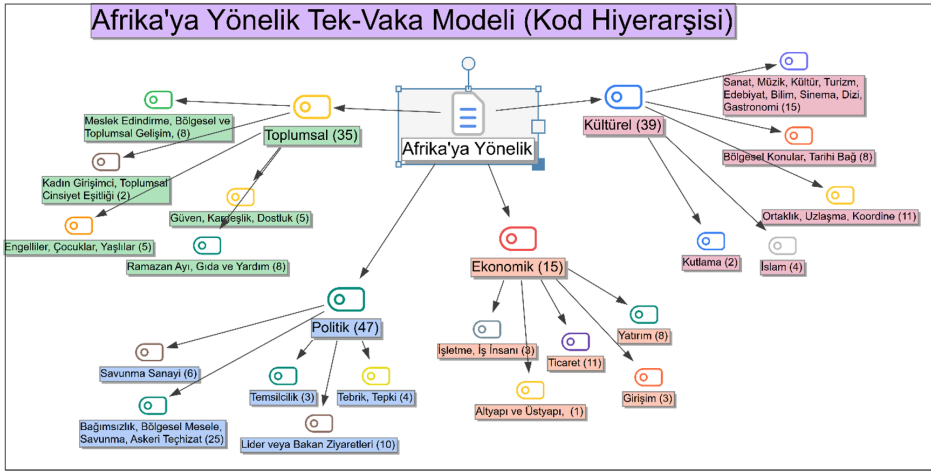 Afrika'ya Yönelik Tek-Vaka Modeli (Kod Hiyerarşisi)
Afrika'ya Yönelik
Toplumsal (35)
Meslek Edindirme, Bölgesel ve
Toplumsal Gelişim, (8)
Kadın Girişimci, Toplumsal
Cinsiyet Eşitliği (2)
Engelliler, Çocuklar, Yaşlılar (5)
Güven, Kardeşlik, Dostluk (5)
Ramazan Ayı, Gıda ve Yardım (8)
Kültürel (39)
Sanat, Müzik, Kültür, Turizm,
Edebiyat, Bilim, Sinema, Dizi,
Gastronomi (15)
Bölgesel Konular, Tarihi Bağ (8)
Ortaklık, Uzlaşma, Koordine (11)
Kutlama (2)
İslam (4)
Politik (47)
Savunma Sanayi (6)
Bağımsızlık, Bölgesel Mesele,
Savunma, Askeri Teçhizat (25)
Temsilcilik (3)
Tebrik, Tepki (4)
Lider veya Bakan Ziyaretleri (10)
Ekonomik (15)
İşletme, İş İnsanı (3)
Ticaret (11)
Yatırım (8)
Altyapı ve Üstyapı, (1)
Girişim (3)